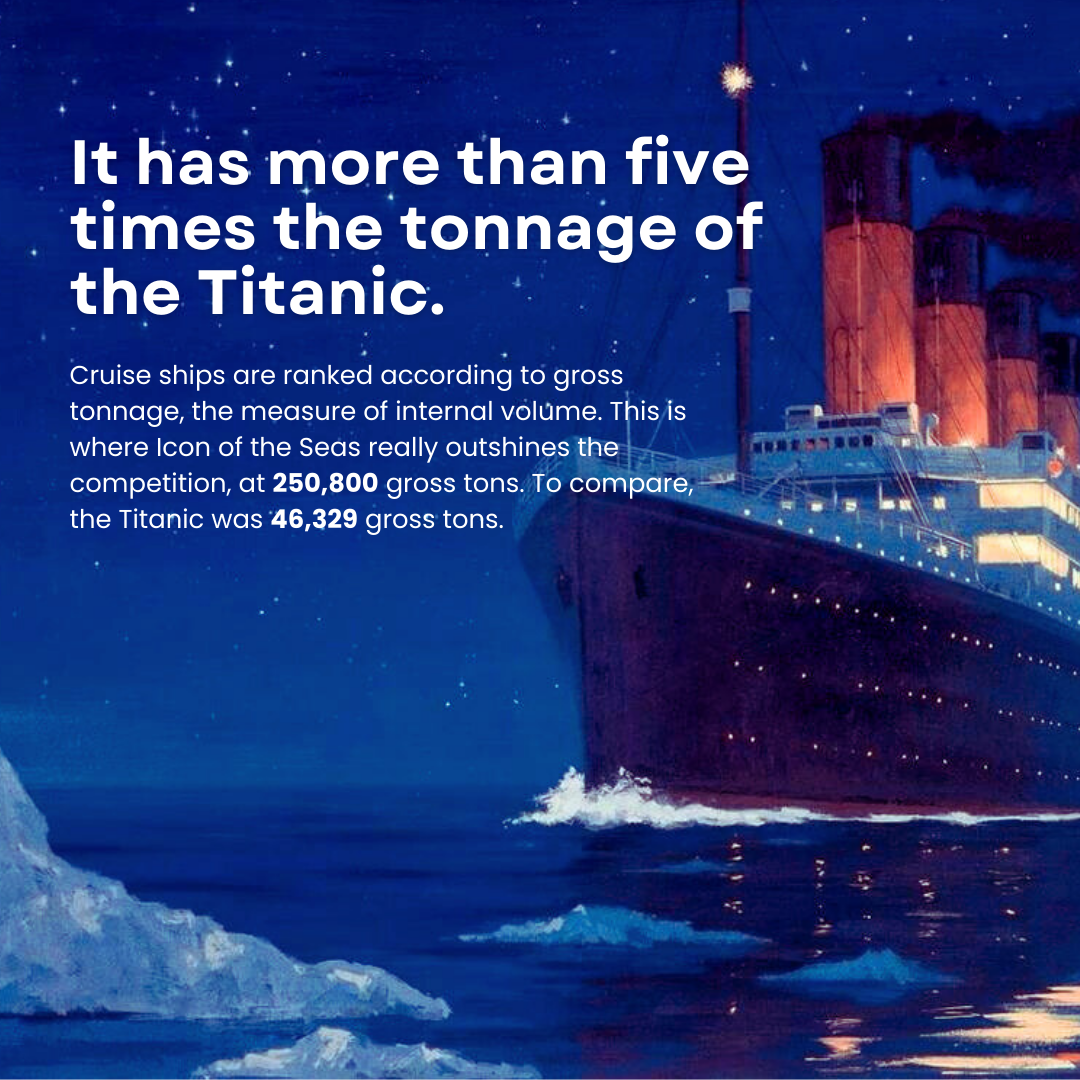 It has more than five
times the tonnage of
the Titanic.
Cruise ships are ranked according to gross
tonnage, the measure of internal volume. This is
where Icon of the Seas really outshines the
competition, at 250,800 gross tons. To compare,
the Titanic was 46,329 gross tons.